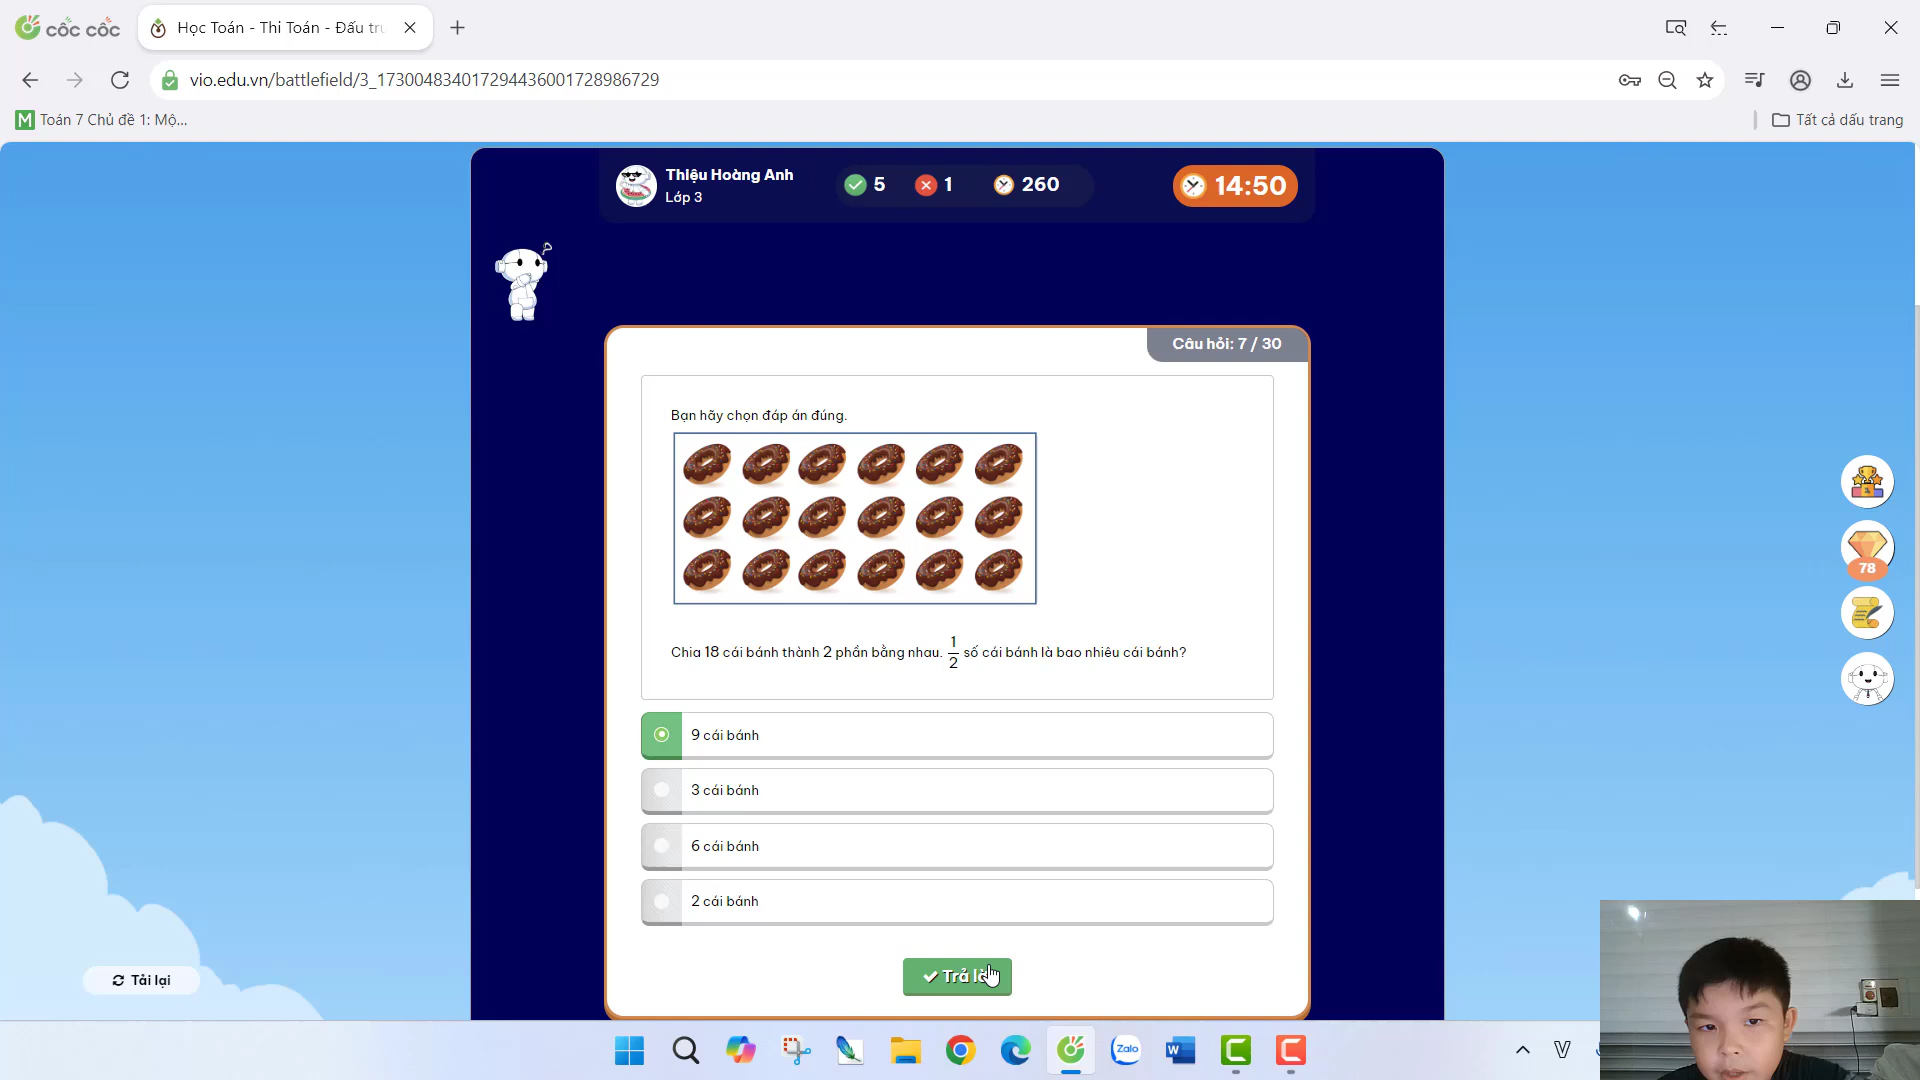 cốc cốc
Học Toán - Thi Toán - Đấu trư
vio.edu.vn/battlefield/3_173004834017294436001728986729
Toán 7 Chủ đề 1: Mộ...
Tất cả dấu trang
Thiệu Hoàng Anh
Lớp 3
5
1
260
14:50
Câu hỏi: 7 / 30
Bạn hãy chọn đáp án đúng.
Chia 18 cái bánh thành 2 phần bằng nhau. 1/2 số cái bánh là bao nhiêu cái bánh?
9 cái bánh
3 cái bánh
6 cái bánh
2 cái bánh
Trả lờ
Tải lại
78
Zalo